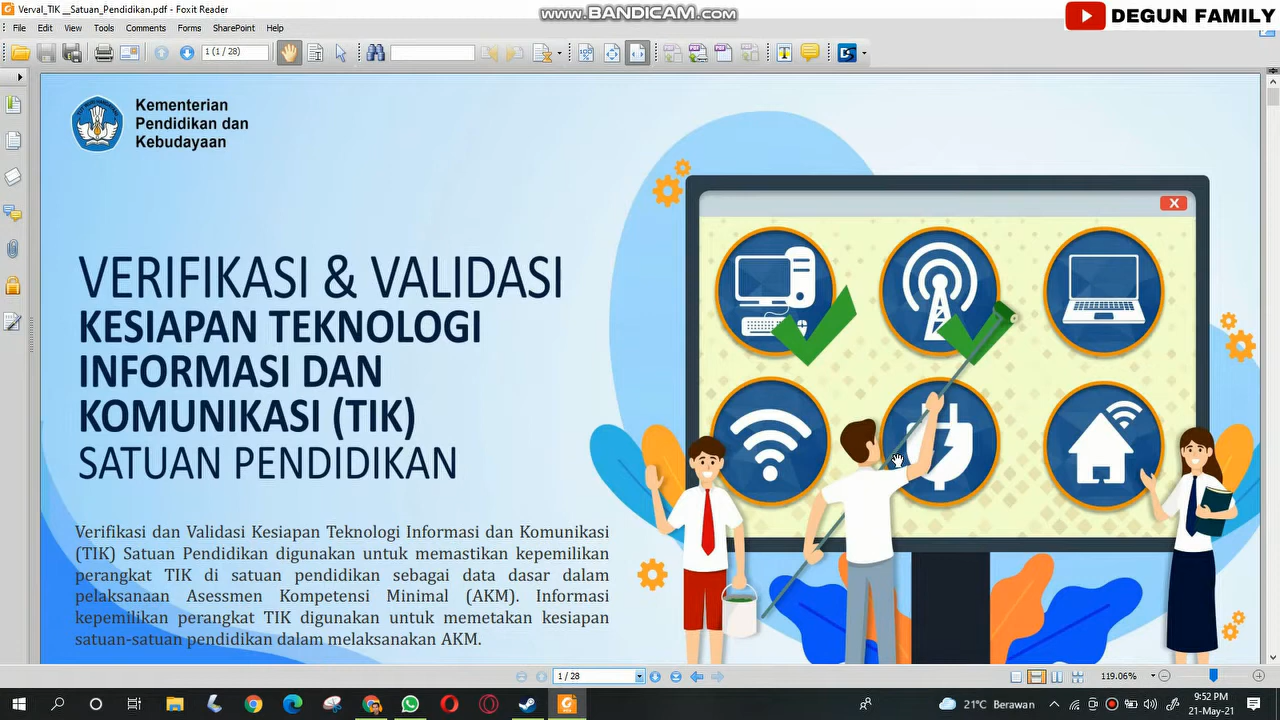 Verval_TIK __Satuan_Pendidikan.pdf - Foxit Reader
www.BANDICAM.com
DEGUN FAMILY
File Edit View Tools Comments Forms SharePoint Help
1 (1 / 28)
Kementerian
Pendidikan dan
Kebudayaan
X
VERIFIKASI & VALIDASI
KESIAPAN TEKNOLOGI
INFORMASI DAN
KOMUNIKASI (TIK)
SATUAN PENDIDIKAN
Verifikasi dan Validasi Kesiapan Teknologi Informasi dan Komunikasi
(TIK) Satuan Pendidikan digunakan untuk memastikan kepemilikan
perangkat TIK di satuan pendidikan sebagai data dasar dalam
pelaksanaan Asessmen Kompetensi Minimal (AKM). Informasi
kepemilikan perangkat TIK digunakan untuk memetakan kesiapan
satuan-satuan pendidikan dalam melaksanakan AKM.
1 / 28
119.06%
21°C Berawan
9:52 PM
21-May-21